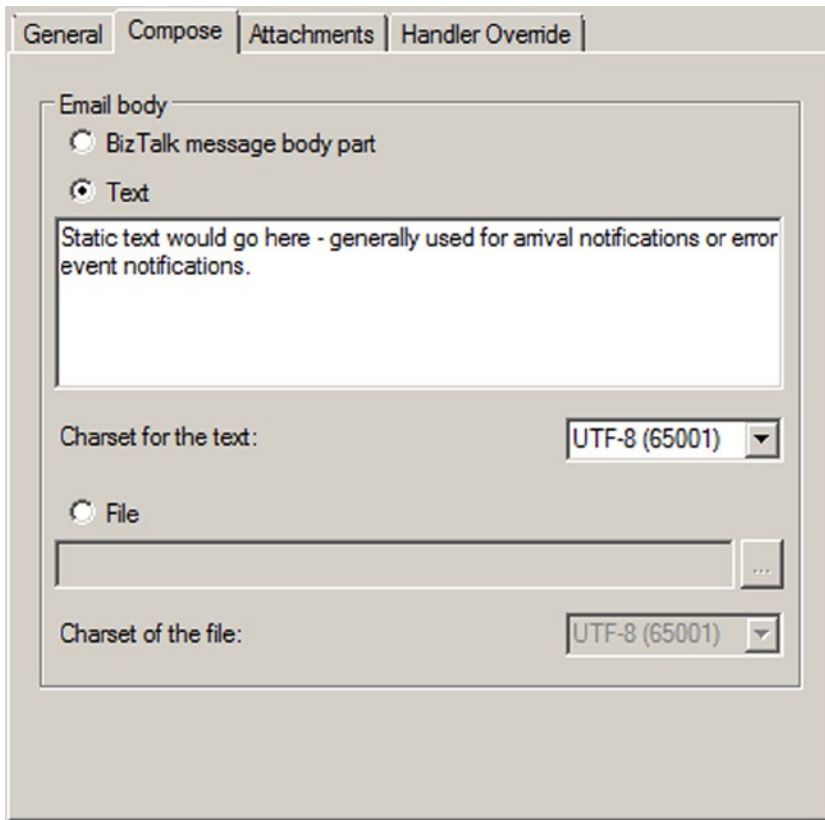 General Compose Attachments Handler Override
Email body
BizTalk message body part
Text
Static text would go here - generally used for arrival notifications or error
event notifications.
Charset for the text: UTF-8 (65001)
File
...
Charset of the file: UTF-8 (65001)